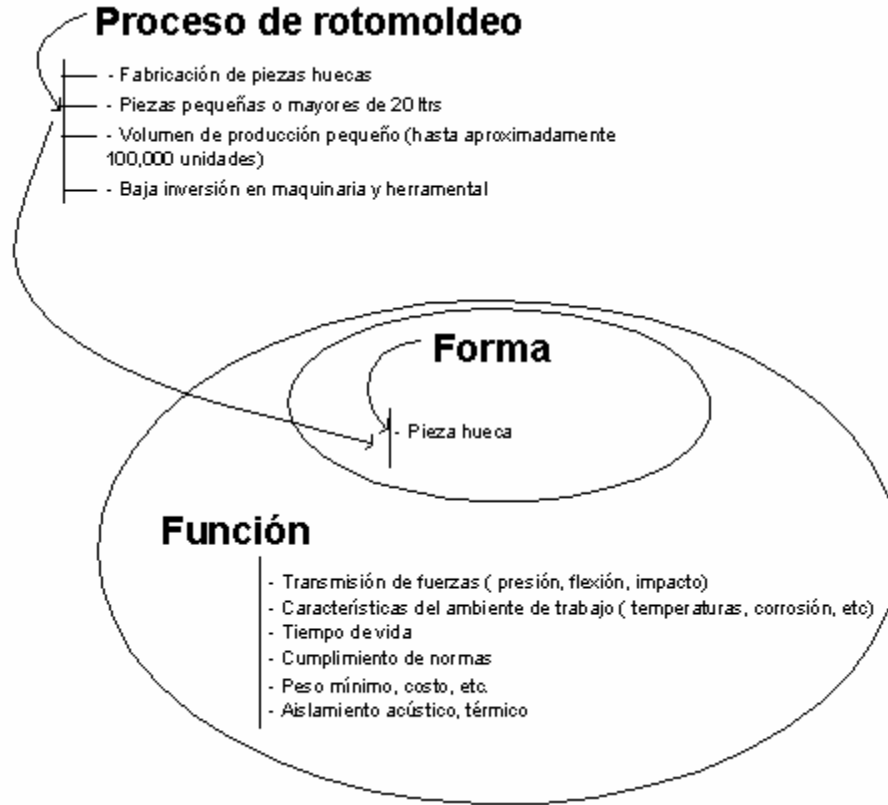 Proceso de rotomoldeo
- Fabricación de piezas huecas
- Piezas pequeñas o mayores de 20 ltrs
- Volumen de producción pequeño (hasta aproximadamente
100,000 unidades)
- Baja inversión en maquinaria y herramental
Forma
- Pieza hueca
Función
- Transmisión de fuerzas ( presión, flexión, impacto)
- Características del ambiente de trabajo ( temperaturas, corrosión, etc)
- Tiempo de vida
- Cumplimiento de normas
- Peso mínimo, costo, etc.
- Aislamiento acústico, térmico